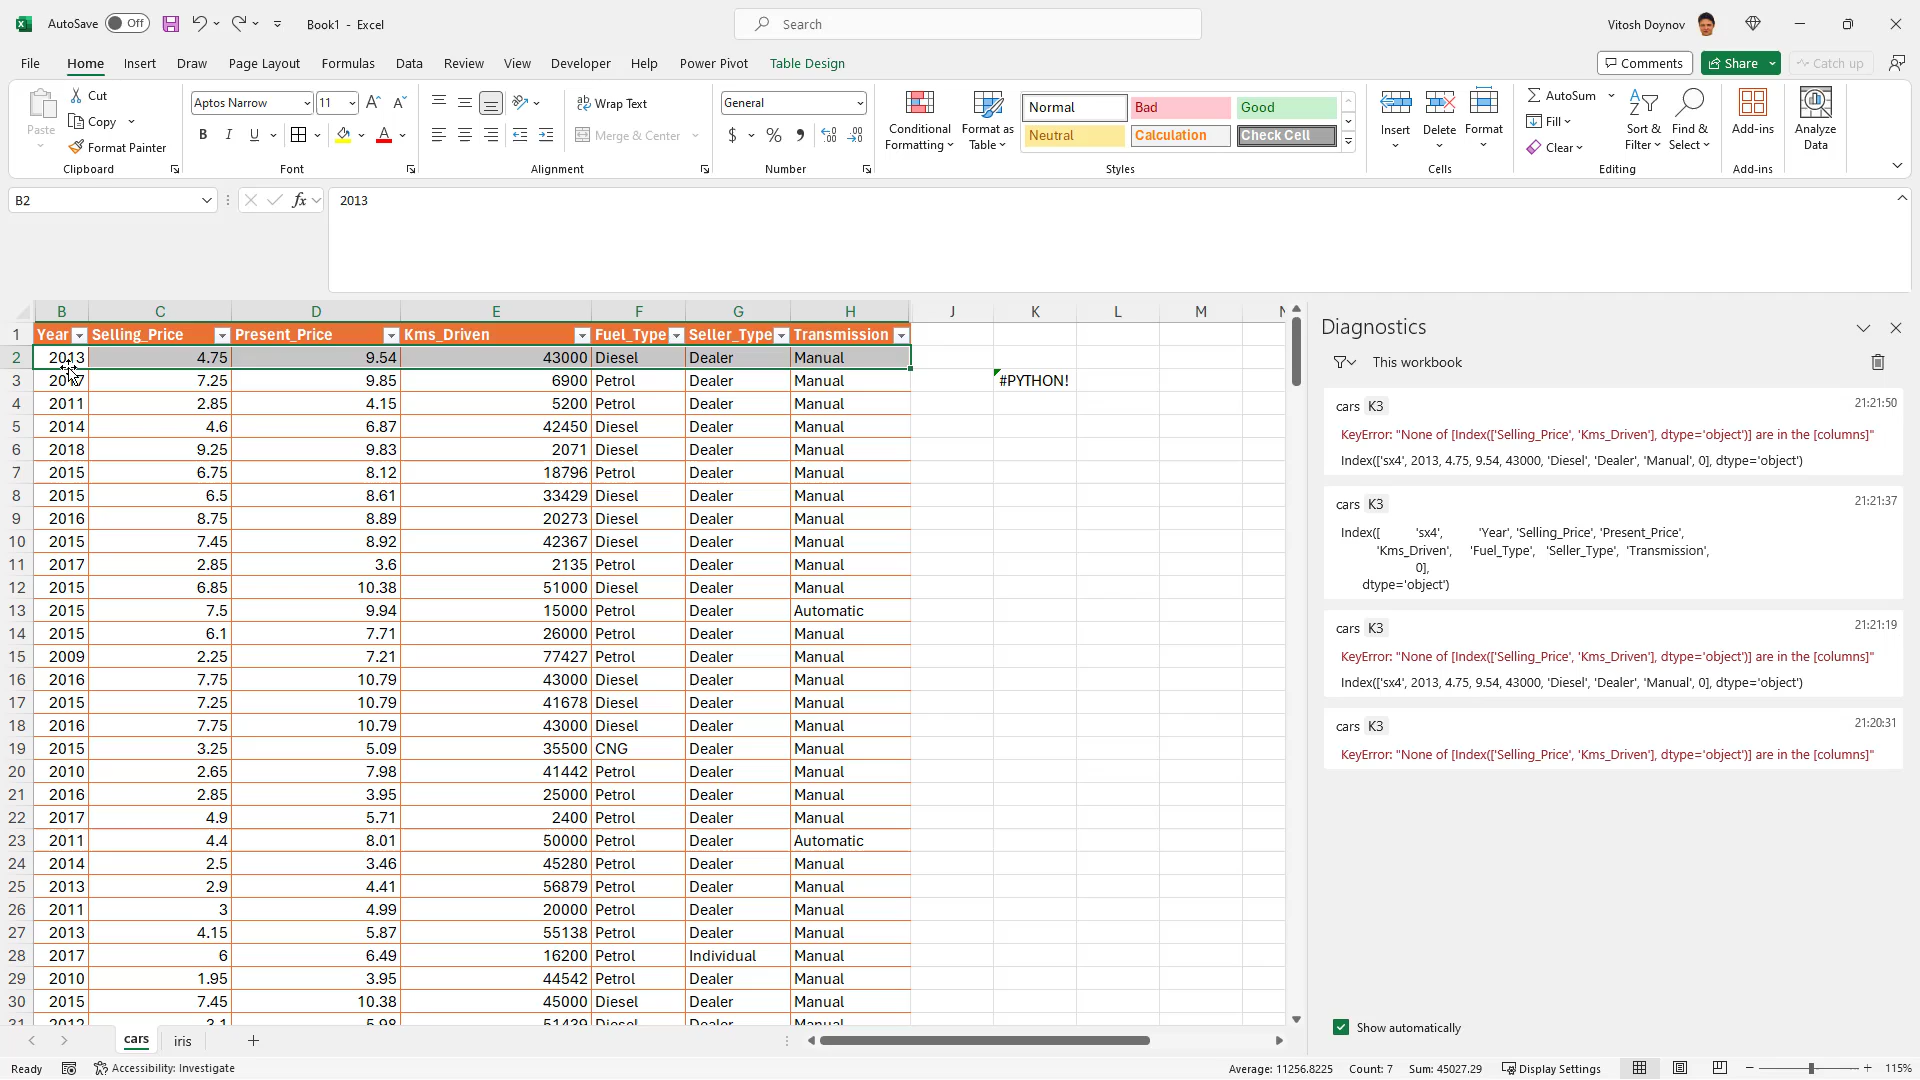 AutoSave Off Book1 - Excel Search Vitosh Doynov
File Home Insert Draw Page Layout Formulas Data Review View Developer Help Power Pivot Table Design Comments Share Catch up
Paste Cut Copy Format Painter Clipboard
Aptos Narrow 11 B I U A Font
ab Wrap Text Merge & Center Alignment
General $ % Number
Conditional Formatting Format as Table Normal Bad Good Neutral Calculation Check Cell Styles
Insert Delete Format Cells
AutoSum Fill Clear Sort & Filter Find & Select Editing
Add-ins Add-ins
Analyze Data
B2 fx 2013
B C D E F G H J K L M N
1 Year Selling_Price Present_Price Kms_Driven Fuel_Type Seller_Type Transmission
2 2013 4.75 9.54 43000 Diesel Dealer Manual
3 2017 7.25 9.85 6900 Petrol Dealer Manual #PYTHON!
4 2011 2.85 4.15 5200 Petrol Dealer Manual
5 2014 4.6 6.87 42450 Diesel Dealer Manual
6 2018 9.25 9.83 2071 Diesel Dealer Manual
7 2015 6.75 8.12 18796 Petrol Dealer Manual
8 2015 6.5 8.61 33429 Diesel Dealer Manual
9 2016 8.75 8.89 20273 Diesel Dealer Manual
10 2015 7.45 8.92 42367 Diesel Dealer Manual
11 2017 2.85 3.6 2135 Petrol Dealer Manual
12 2015 6.85 10.38 51000 Diesel Dealer Manual
13 2015 7.5 9.94 15000 Petrol Dealer Automatic
14 2015 6.1 7.71 26000 Petrol Dealer Manual
15 2009 2.25 7.21 77427 Petrol Dealer Manual
16 2016 7.75 10.79 43000 Diesel Dealer Manual
17 2015 7.25 10.79 41678 Diesel Dealer Manual
18 2016 7.75 10.79 43000 Diesel Dealer Manual
19 2015 3.25 5.09 35500 CNG Dealer Manual
20 2010 2.65 7.98 41442 Petrol Dealer Manual
21 2016 2.85 3.95 25000 Petrol Dealer Manual
22 2017 4.9 5.71 2400 Petrol Dealer Manual
23 2011 4.4 8.01 50000 Petrol Dealer Automatic
24 2014 2.5 3.46 45280 Petrol Dealer Manual
25 2013 2.9 4.41 56879 Petrol Dealer Manual
26 2011 3 4.99 20000 Petrol Dealer Manual
27 2013 4.15 5.87 55138 Petrol Dealer Manual
28 2017 6 6.49 16200 Petrol Individual Manual
29 2010 1.95 3.95 44542 Petrol Dealer Manual
30 2015 7.45 10.38 45000 Diesel Dealer Manual
31 2012 3.1 5.98 51439 Diesel Dealer Manual
Diagnostics
This workbook
cars K3 21:21:50
KeyError: "None of [Index(['Selling_Price', 'Kms_Driven'], dtype='object')] are in the [columns]"
Index(['sx4', 2013, 4.75, 9.54, 43000, 'Diesel', 'Dealer', 'Manual', 0], dtype='object')
cars K3 21:21:37
Index([ 'sx4', 'Year', 'Selling_Price', 'Present_Price',
'Kms_Driven', 'Fuel_Type', 'Seller_Type', 'Transmission',
0],
dtype='object')
cars K3 21:21:19
KeyError: "None of [Index(['Selling_Price', 'Kms_Driven'], dtype='object')] are in the [columns]"
Index(['sx4', 2013, 4.75, 9.54, 43000, 'Diesel', 'Dealer', 'Manual', 0], dtype='object')
cars K3 21:20:31
KeyError: "None of [Index(['Selling_Price', 'Kms_Driven'], dtype='object')] are in the [columns]"
Show automatically
cars iris
Ready Accessibility: Investigate Average: 11256.8225 Count: 7 Sum: 45027.29 Display Settings 115%